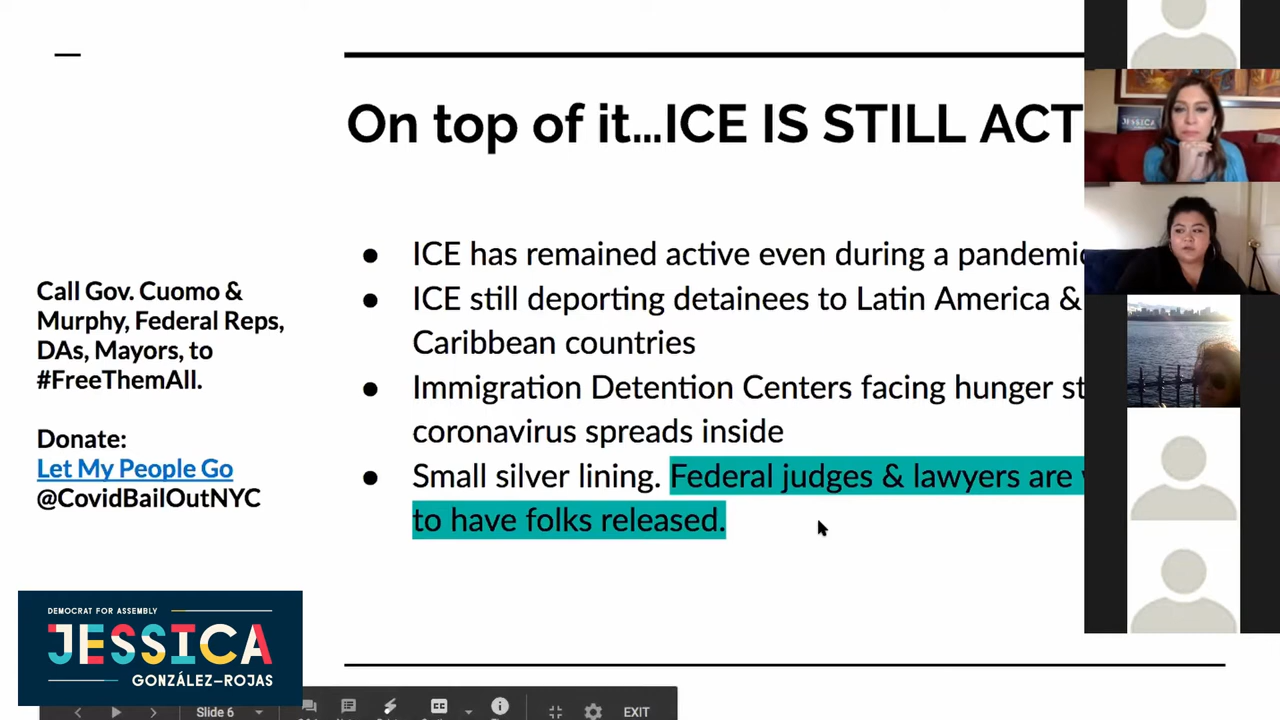 On top of it...ICE IS STILL ACT
ICE has remained active even during a pandemic
ICE still deporting detainees to Latin America &
Caribbean countries
Immigration Detention Centers facing hunger st
coronavirus spreads inside
Small silver lining. Federal judges & lawyers are
to have folks released.
Call Gov. Cuomo &
Murphy, Federal Reps,
DAs, Mayors, to
#FreeThemAll.
Donate:
Let My People Go
@CovidBailOutNYC
DEMOCRAT FOR ASSEMBLY
JESSICA
GONZÁLEZ–ROJAS
Slide 6
CC
EXIT
JESSICA